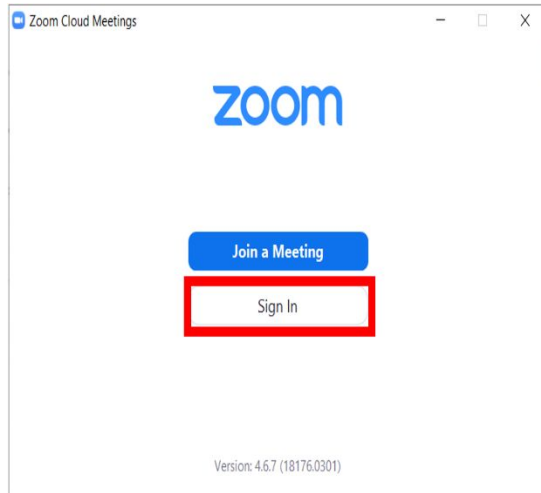 Zoom Cloud Meetings
zoom
Join a Meeting
Sign In
Version: 4.6.7 (18176.0301)